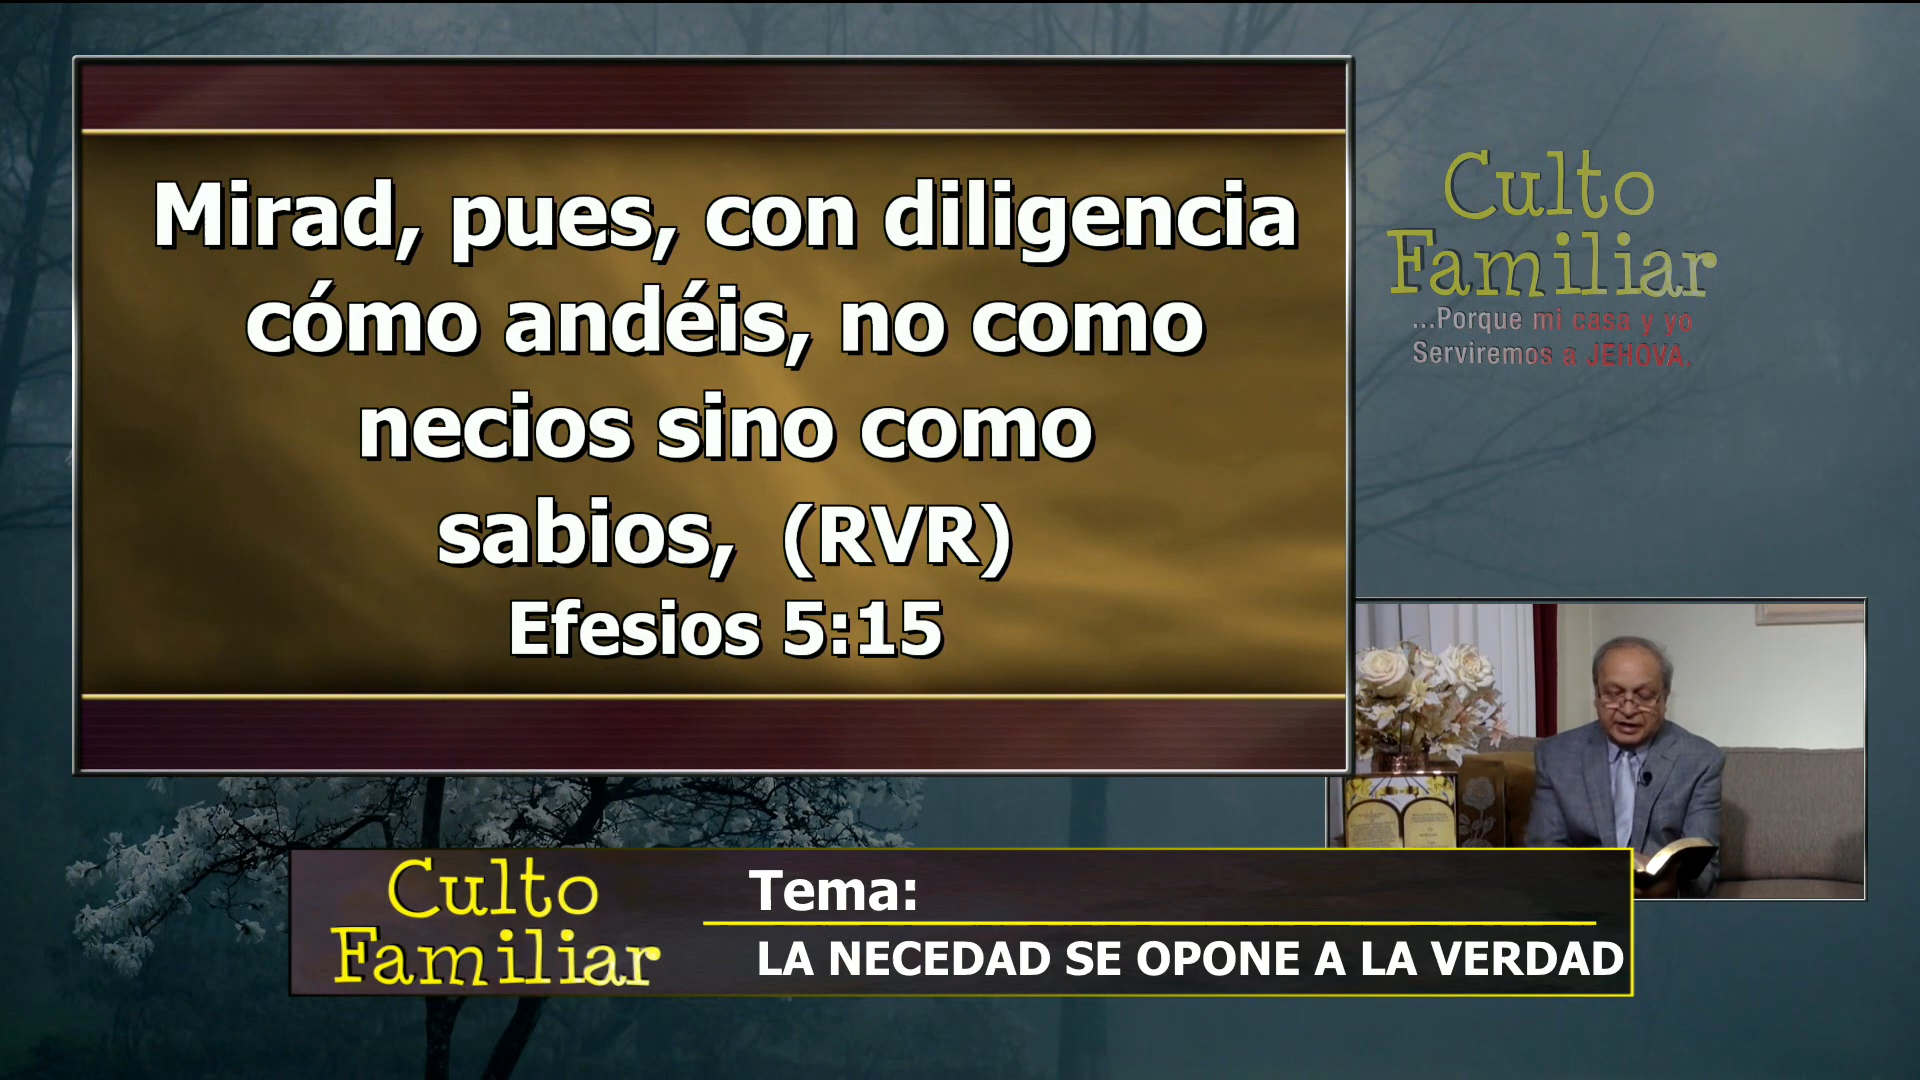 Mirad, pues, con diligencia
cómo andéis, no como
necios sino como
sabios, (RVR)
Efesios 5:15
Culto
Familiar
...Porque mi casa y yo
Serviremos a JEHOVA.
Culto
Familiar
Tema:
LA NECEDAD SE OPONE A LA VERDAD